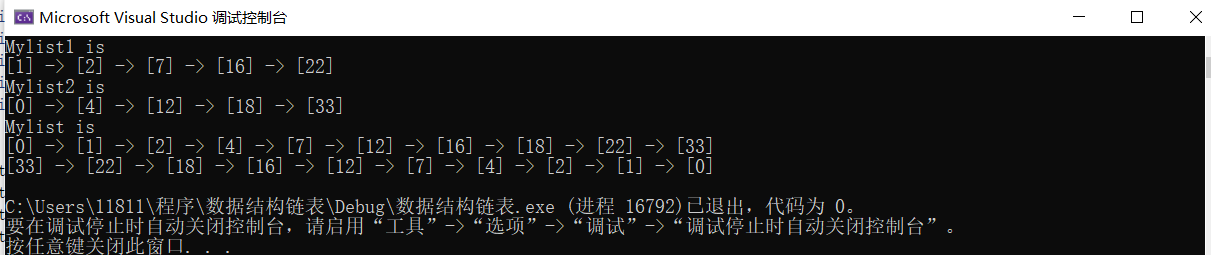 Microsoft Visual Studio 调试控制台
Mylist1 is
[1] -> [2] -> [7] -> [16] -> [22]
Mylist2 is
[0] -> [4] -> [12] -> [18] -> [33]
Mylist is
[0] -> [1] -> [2] -> [4] -> [7] -> [12] -> [16] -> [18] -> [22] -> [33]
[33] -> [22] -> [18] -> [16] -> [12] -> [7] -> [4] -> [2] -> [1] -> [0]
C:\Users\11811\程序\数据结构链表\Debug\数据结构链表.exe (进程 16792)已退出，代码为 0。
要在调试停止时自动关闭控制台，请启用“工具”->“选项”->“调试”->“调试停止时自动关闭控制台”。
按任意键关闭此窗口. . .